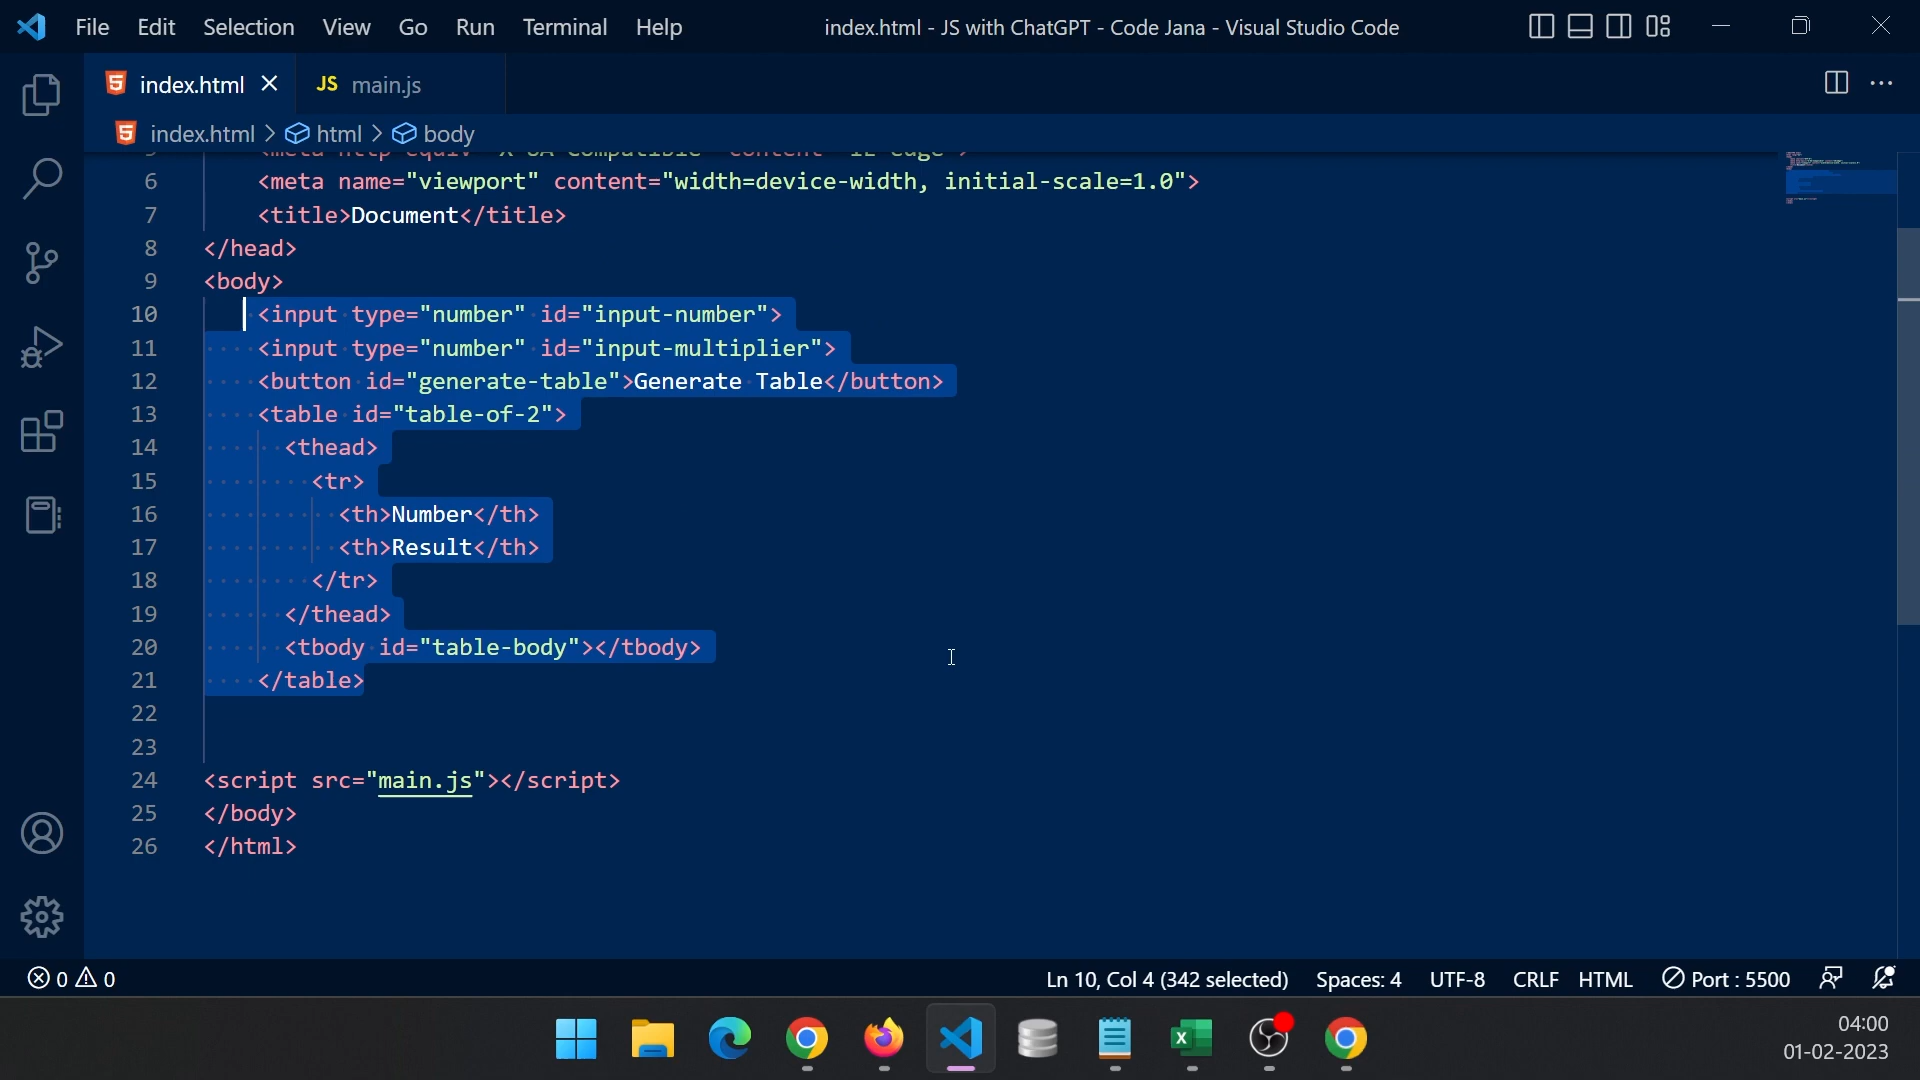 File Edit Selection View Go Run Terminal Help
index.html - JS with ChatGPT - Code Jana - Visual Studio Code
index.html
JS main.js
index.html > html > body
6 <meta name="viewport" content="width=device-width, initial-scale=1.0">
7 <title>Document</title>
8 </head>
9 <body>
10 <input type="number" id="input-number">
11 <input type="number" id="input-multiplier">
12 <button id="generate-table">Generate Table</button>
13 <table id="table-of-2">
14 <thead>
15 <tr>
16 <th>Number</th>
17 <th>Result</th>
18 </tr>
19 </thead>
20 <tbody id="table-body"></tbody>
21 </table>
22
23
24 <script src="main.js"></script>
25 </body>
26 </html>
0 0
Ln 10, Col 4 (342 selected) Spaces: 4 UTF-8 CRLF HTML Port : 5500
04:00
01-02-2023